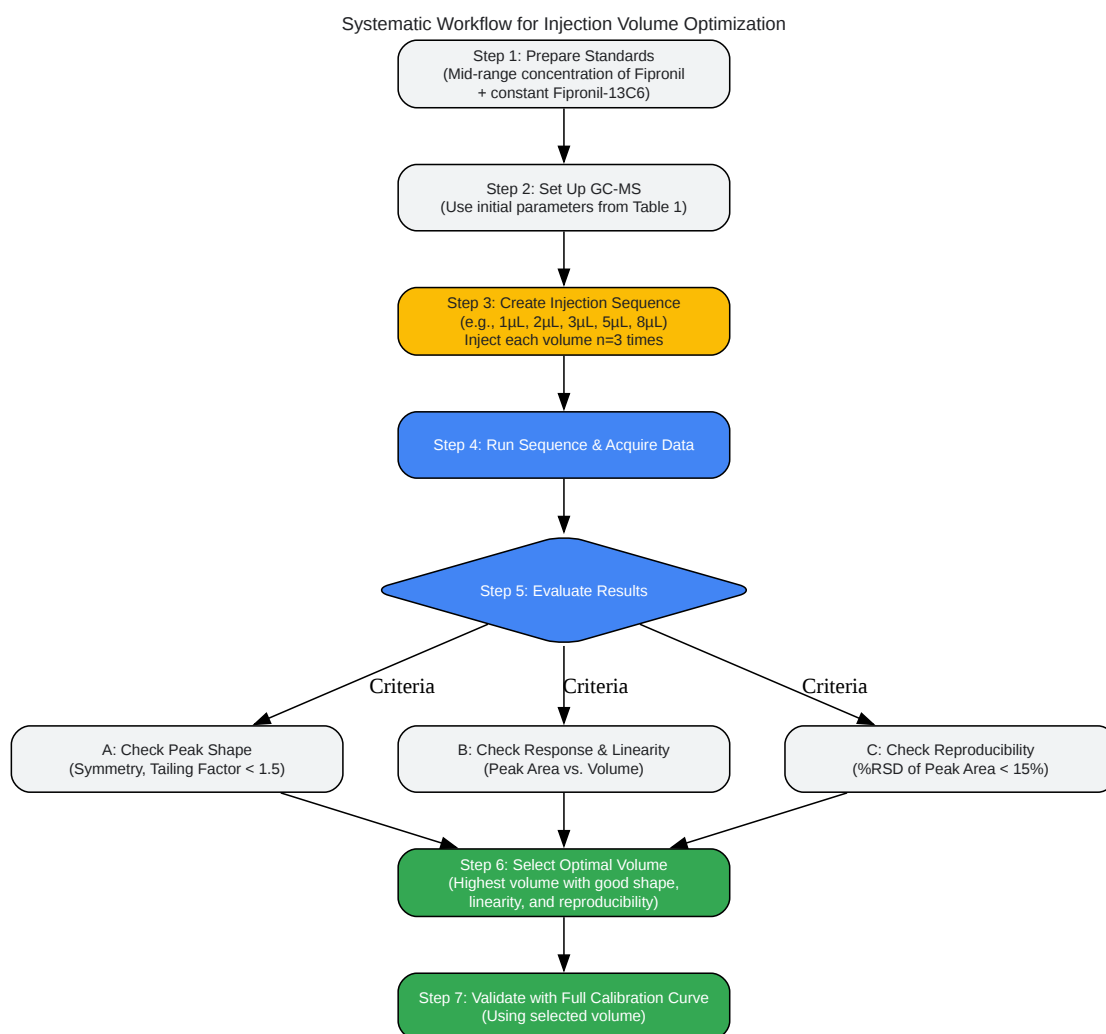 Systematic Workflow for Injection Volume Optimization
Step 1: Prepare Standards
(Mid-range concentration of Fipronil
+ constant Fipronil-13C6)
Step 2: Set Up GC-MS
(Use initial parameters from Table 1)
Step 3: Create Injection Sequence
(e.g., 1µL, 2µL, 3µL, 5µL, 8µL)
Inject each volume n=3 times
Step 4: Run Sequence & Acquire Data
Step 5: Evaluate Results
Criteria
Criteria
Criteria
A: Check Peak Shape
(Symmetry, Tailing Factor < 1.5)
B: Check Response & Linearity
(Peak Area vs. Volume)
C: Check Reproducibility
(%RSD of Peak Area < 15%)
Step 6: Select Optimal Volume
(Highest volume with good shape,
linearity, and reproducibility)
Step 7: Validate with Full Calibration Curve
(Using selected volume)